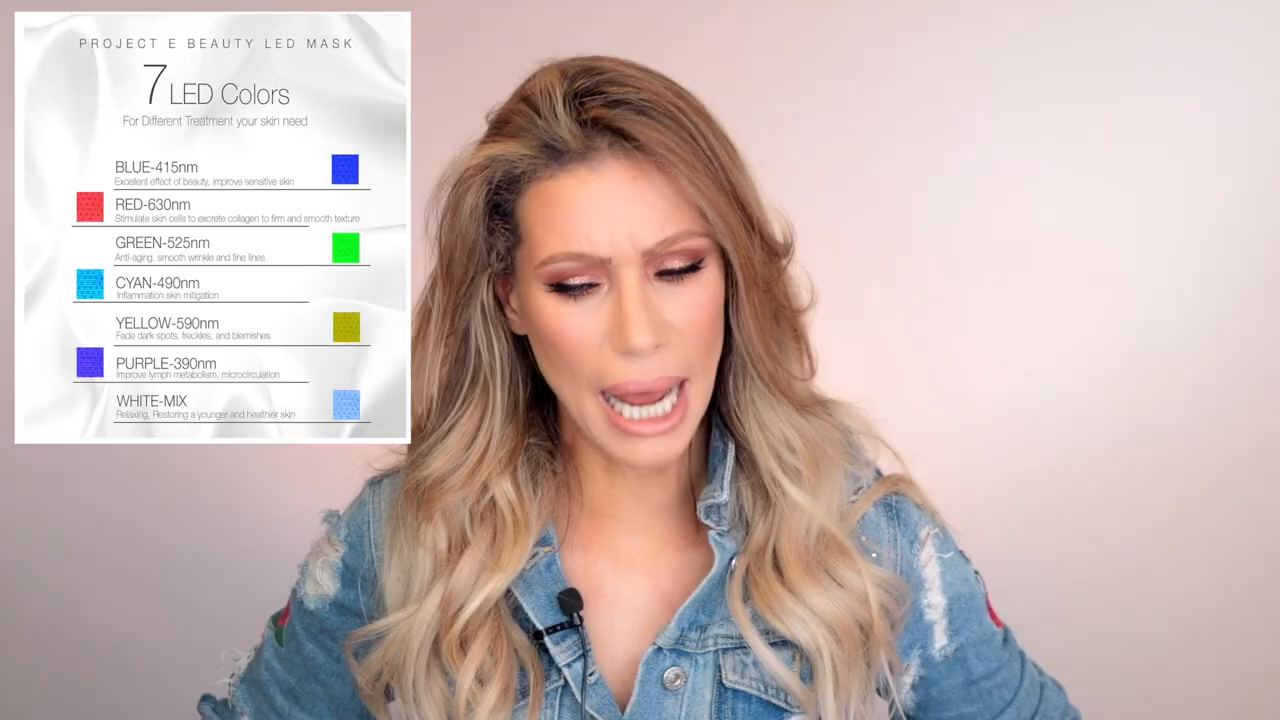 PROJECT E BEAUTY LED MASK
7 LED Colors
For Different Treatment your skin need
BLUE-415nm
Excellent effect of beauty, improve sensitive skin
RED-630nm
Stimulate skin cells to excrete collagen to firm and smooth texture
GREEN-525nm
Anti-aging, smooth wrinkle and fine lines
CYAN-490nm
Inflammation skin mitigation
YELLOW-590nm
Fade dark spots, freckles, and blemishes
PURPLE-390nm
Improve lymph metabolism, microcirculation
WHITE-MIX
Relaxing, Restoring a younger and healthier skin